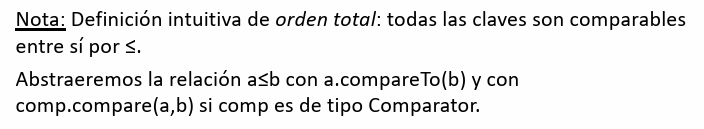 Nota: Definición intuitiva de orden total: todas las claves son comparables
entre sí por ≤.
Abstraeremos la relación a≤b con a.compareTo(b) y con
comp.compare(a,b) si comp es de tipo Comparator.